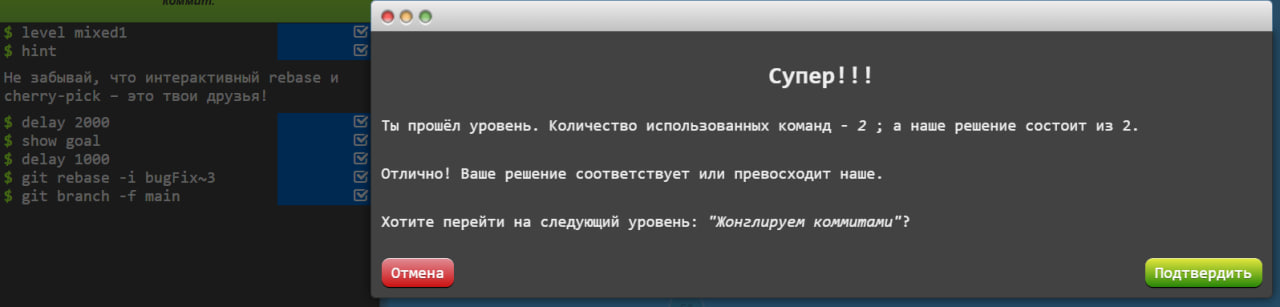 коммит.
$ level mixed1
$ hint
Не забывай, что интерактивный rebase и
cherry-pick – это твои друзья!
$ delay 2000
$ show goal
$ delay 1000
$ git rebase -i bugFix~3
$ git branch -f main
Супер!!!
Ты прошёл уровень. Количество использованных команд - 2 ; а наше решение состоит из 2.
Отлично! Ваше решение соответствует или превосходит наше.
Хотите перейти на следующий уровень: "Жонглируем коммитами"?
Отмена
Подтвердить